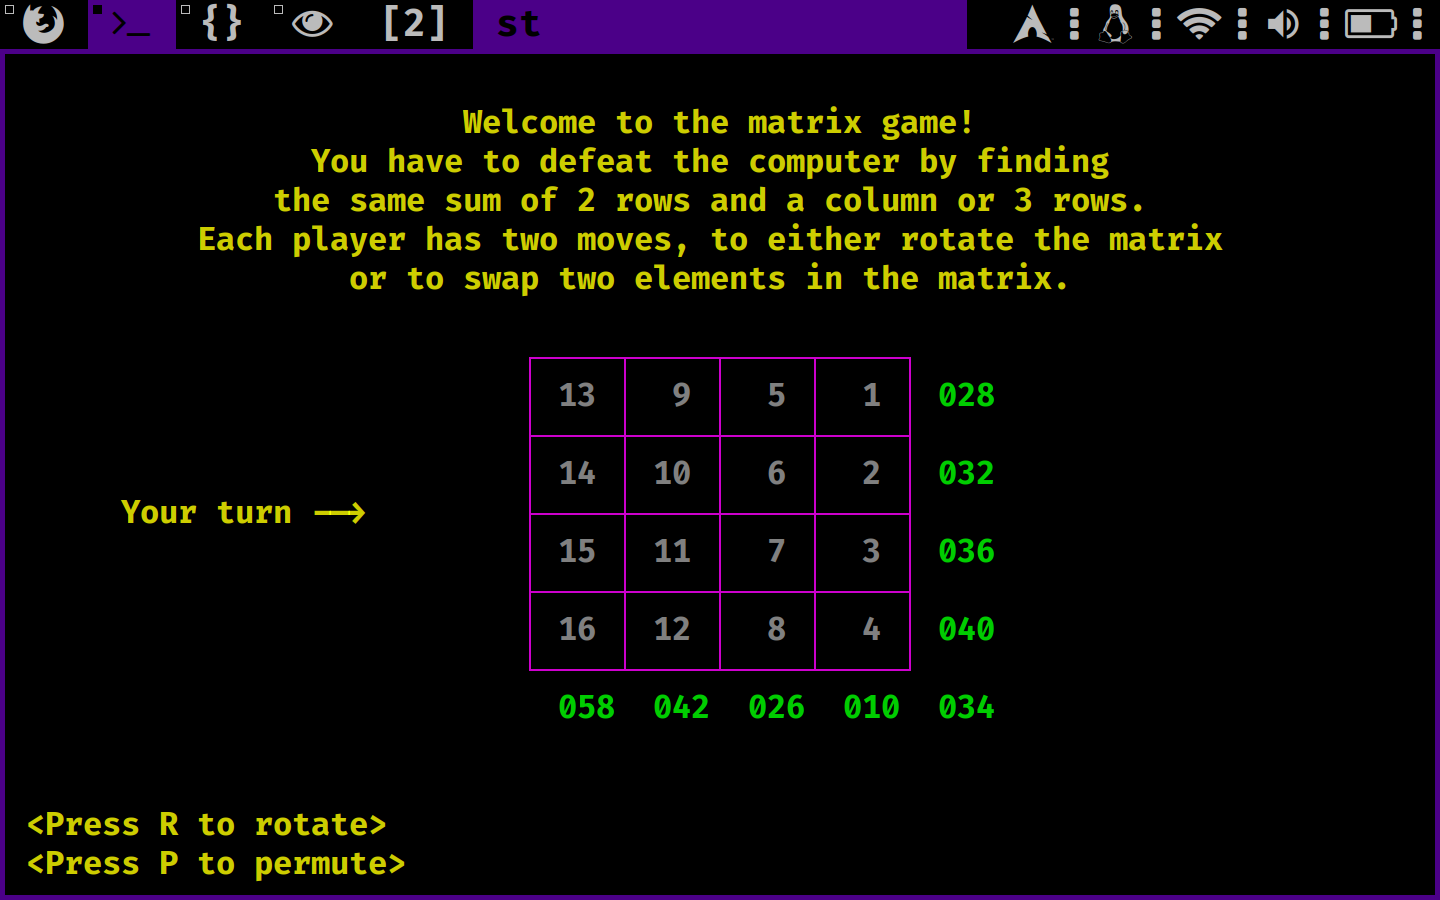 >_ {} [2] st
Welcome to the matrix game!
You have to defeat the computer by finding
the same sum of 2 rows and a column or 3 rows.
Each player has two moves, to either rotate the matrix
or to swap two elements in the matrix.
13 9 5 1 028
14 10 6 2 032
Your turn ⟶
15 11 7 3 036
16 12 8 4 040
058 042 026 010 034
<Press R to rotate>
<Press P to permute>